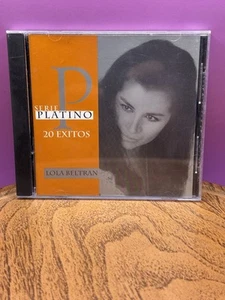 P
SERIE
PLATINO
20 EXITOS
LOLA BELTRAN